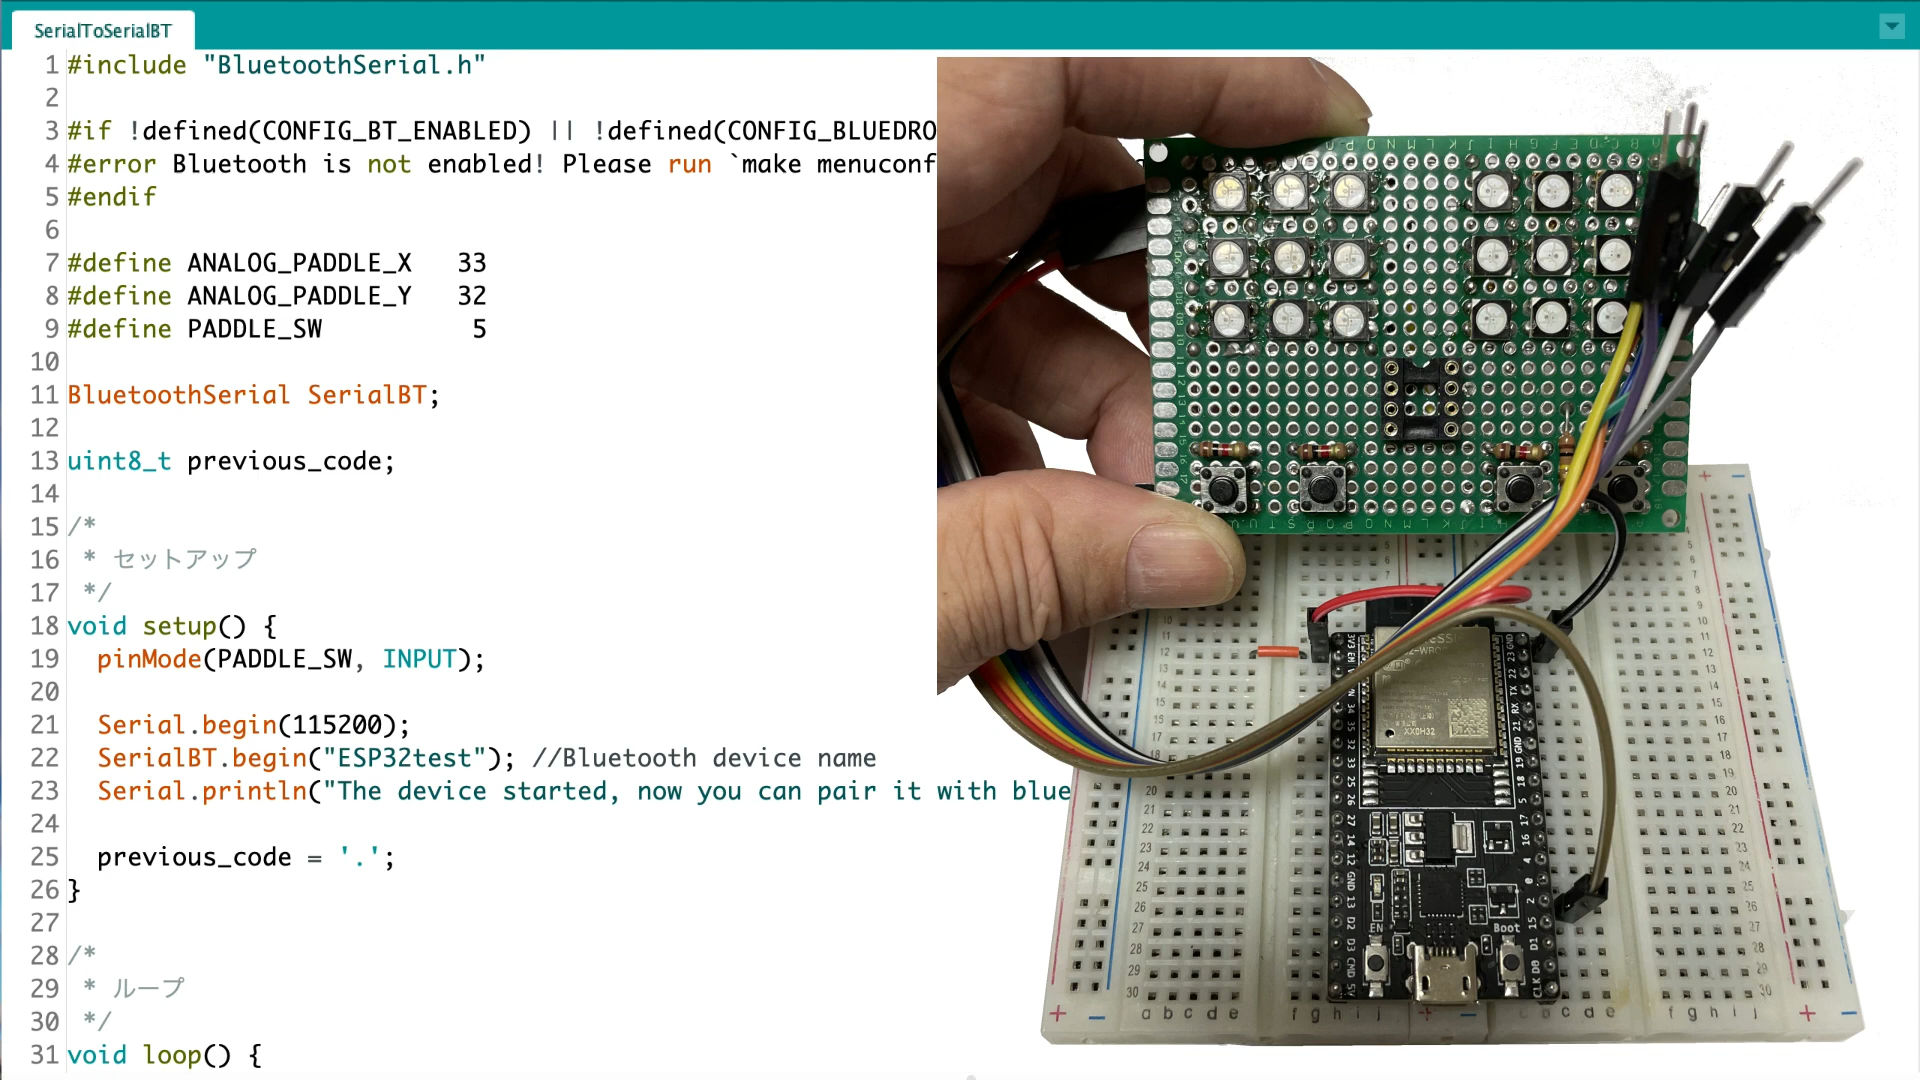 SerialToSerialBT
1 #include "BluetoothSerial.h"
2
3 #if !defined(CONFIG_BT_ENABLED) || !defined(CONFIG_BLUEDRO
4 #error Bluetooth is not enabled! Please run `make menuconf
5 #endif
6
7 #define ANALOG_PADDLE_X 33
8 #define ANALOG_PADDLE_Y 32
9 #define PADDLE_SW 5
10
11 BluetoothSerial SerialBT;
12
13 uint8_t previous_code;
14
15 /*
16 * セットアップ
17 */
18 void setup() {
19 pinMode(PADDLE_SW, INPUT);
20
21 Serial.begin(115200);
22 SerialBT.begin("ESP32test"); //Bluetooth device name
23 Serial.println("The device started, now you can pair it with blue
24
25 previous_code = '.';
26 }
27
28 /*
29 * ループ
30 */
31 void loop() {
XX0H32
EN
Boot
a b c d e
f g h i j